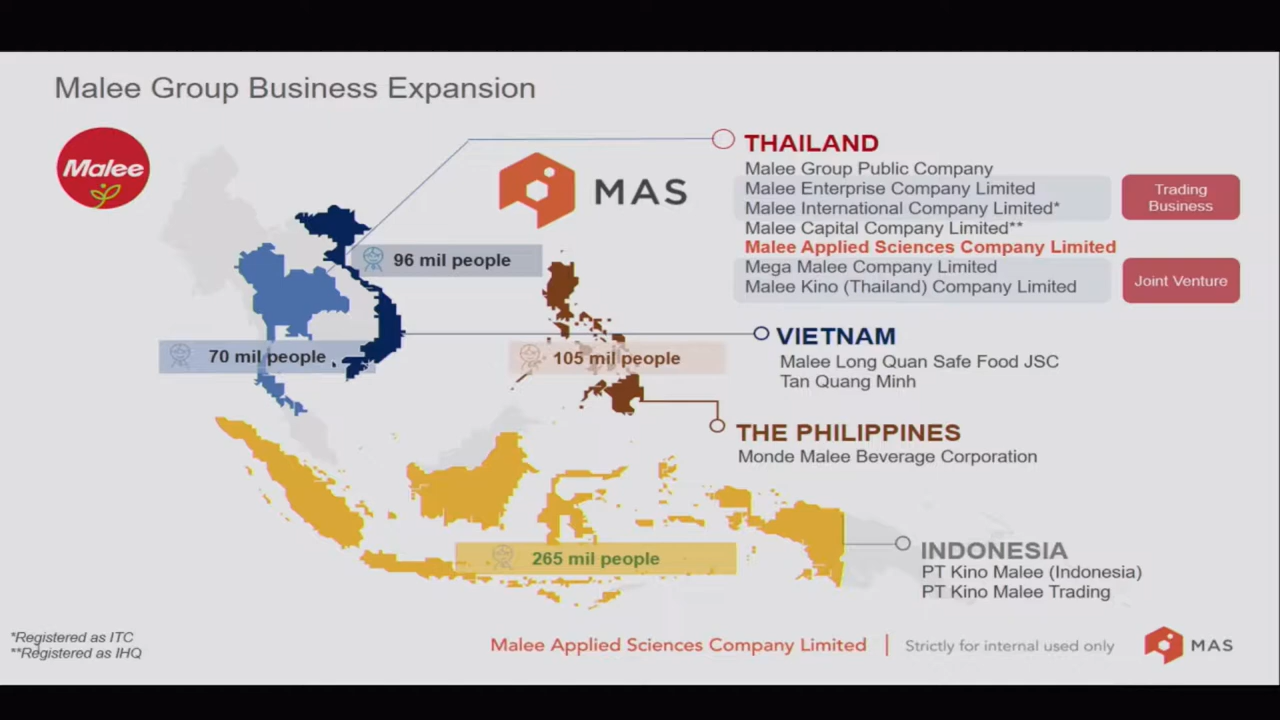 Malee Group Business Expansion
Malee
MAS
THAILAND
Malee Group Public Company
Malee Enterprise Company Limited
Malee International Company Limited*
Trading
Business
Malee Capital Company Limited**
Malee Applied Sciences Company Limited
Mega Malee Company Limited
Malee Kino (Thailand) Company Limited
Joint Venture
96 mil people
VIETNAM
Malee Long Quan Safe Food JSC
Tan Quang Minh
70 mil people
105 mil people
THE PHILIPPINES
Monde Malee Beverage Corporation
265 mil people
INDONESIA
PT Kino Malee (Indonesia)
PT Kino Malee Trading
*Registered as ITC
**Registered as IHQ
Malee Applied Sciences Company Limited | Strictly for internal used only
MAS